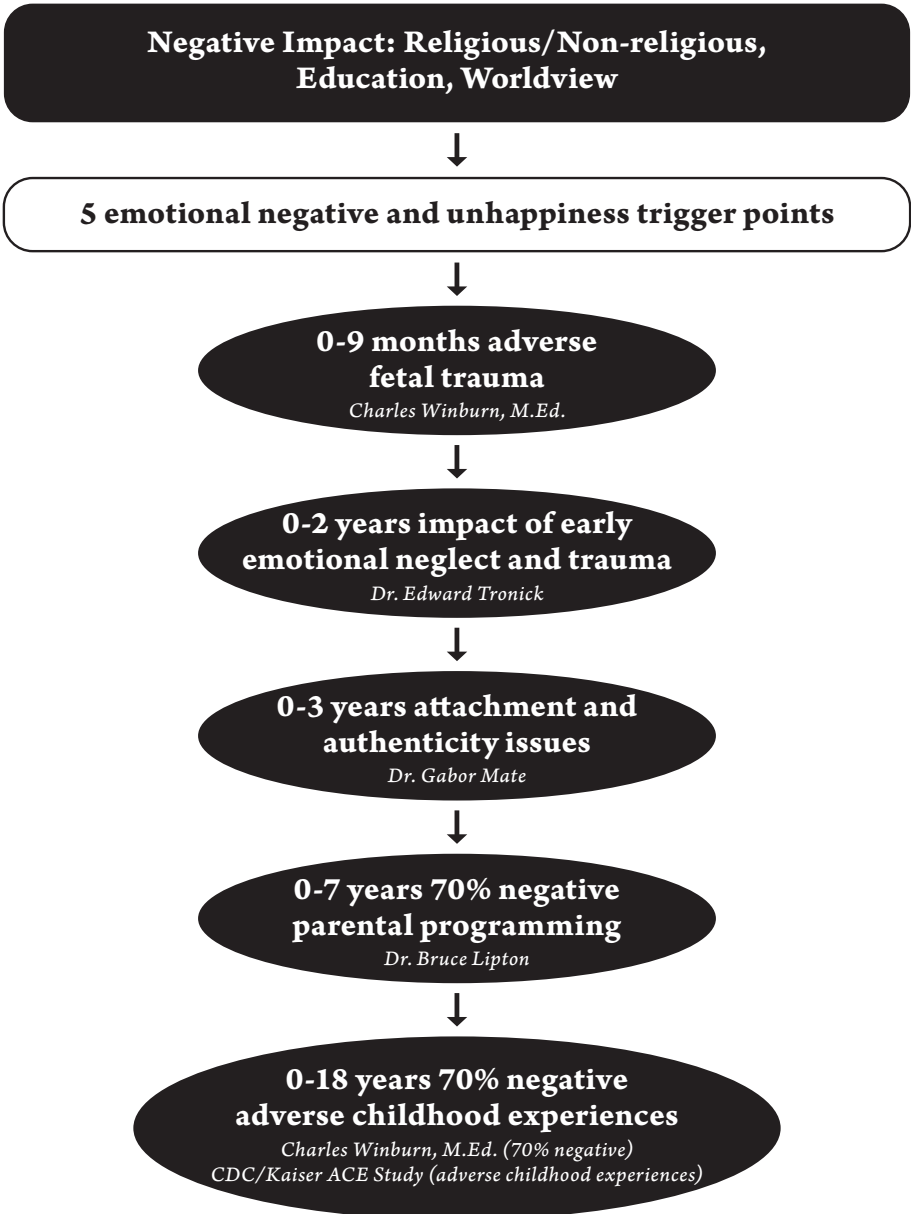 Negative Impact: Religious/Non-religious,
Education, Worldview
5 emotional negative and unhappiness trigger points
0-9 months adverse
fetal trauma
Charles Winburn, M.Ed.
0-2 years impact of early
emotional neglect and trauma
Dr. Edward Tronick
0-3 years attachment and
authenticity issues
Dr. Gabor Mate
0-7 years 70% negative
parental programming
Dr. Bruce Lipton
0-18 years 70% negative
adverse childhood experiences
Charles Winburn, M.Ed. (70% negative)
CDC/Kaiser ACE Study (adverse childhood experiences)